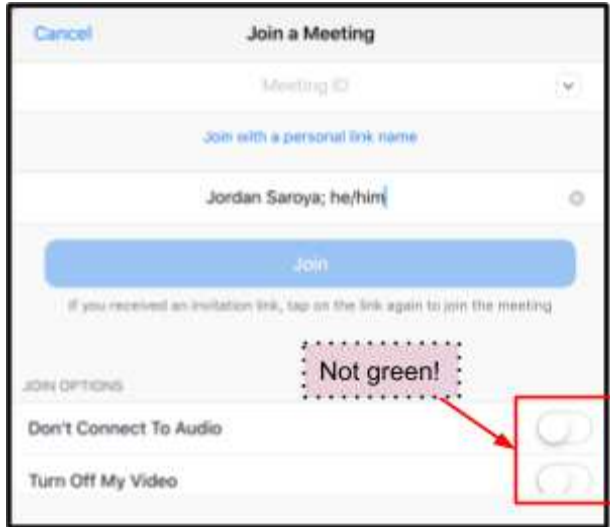 Cancel
Join a Meeting
Meeting ID
Join with a personal link name
Jordan Saroya; he/him
Join
If you received an invitation link, tap on the link again to join the meeting
Not green!
JOIN OPTIONS
Don't Connect To Audio
Turn Off My Video